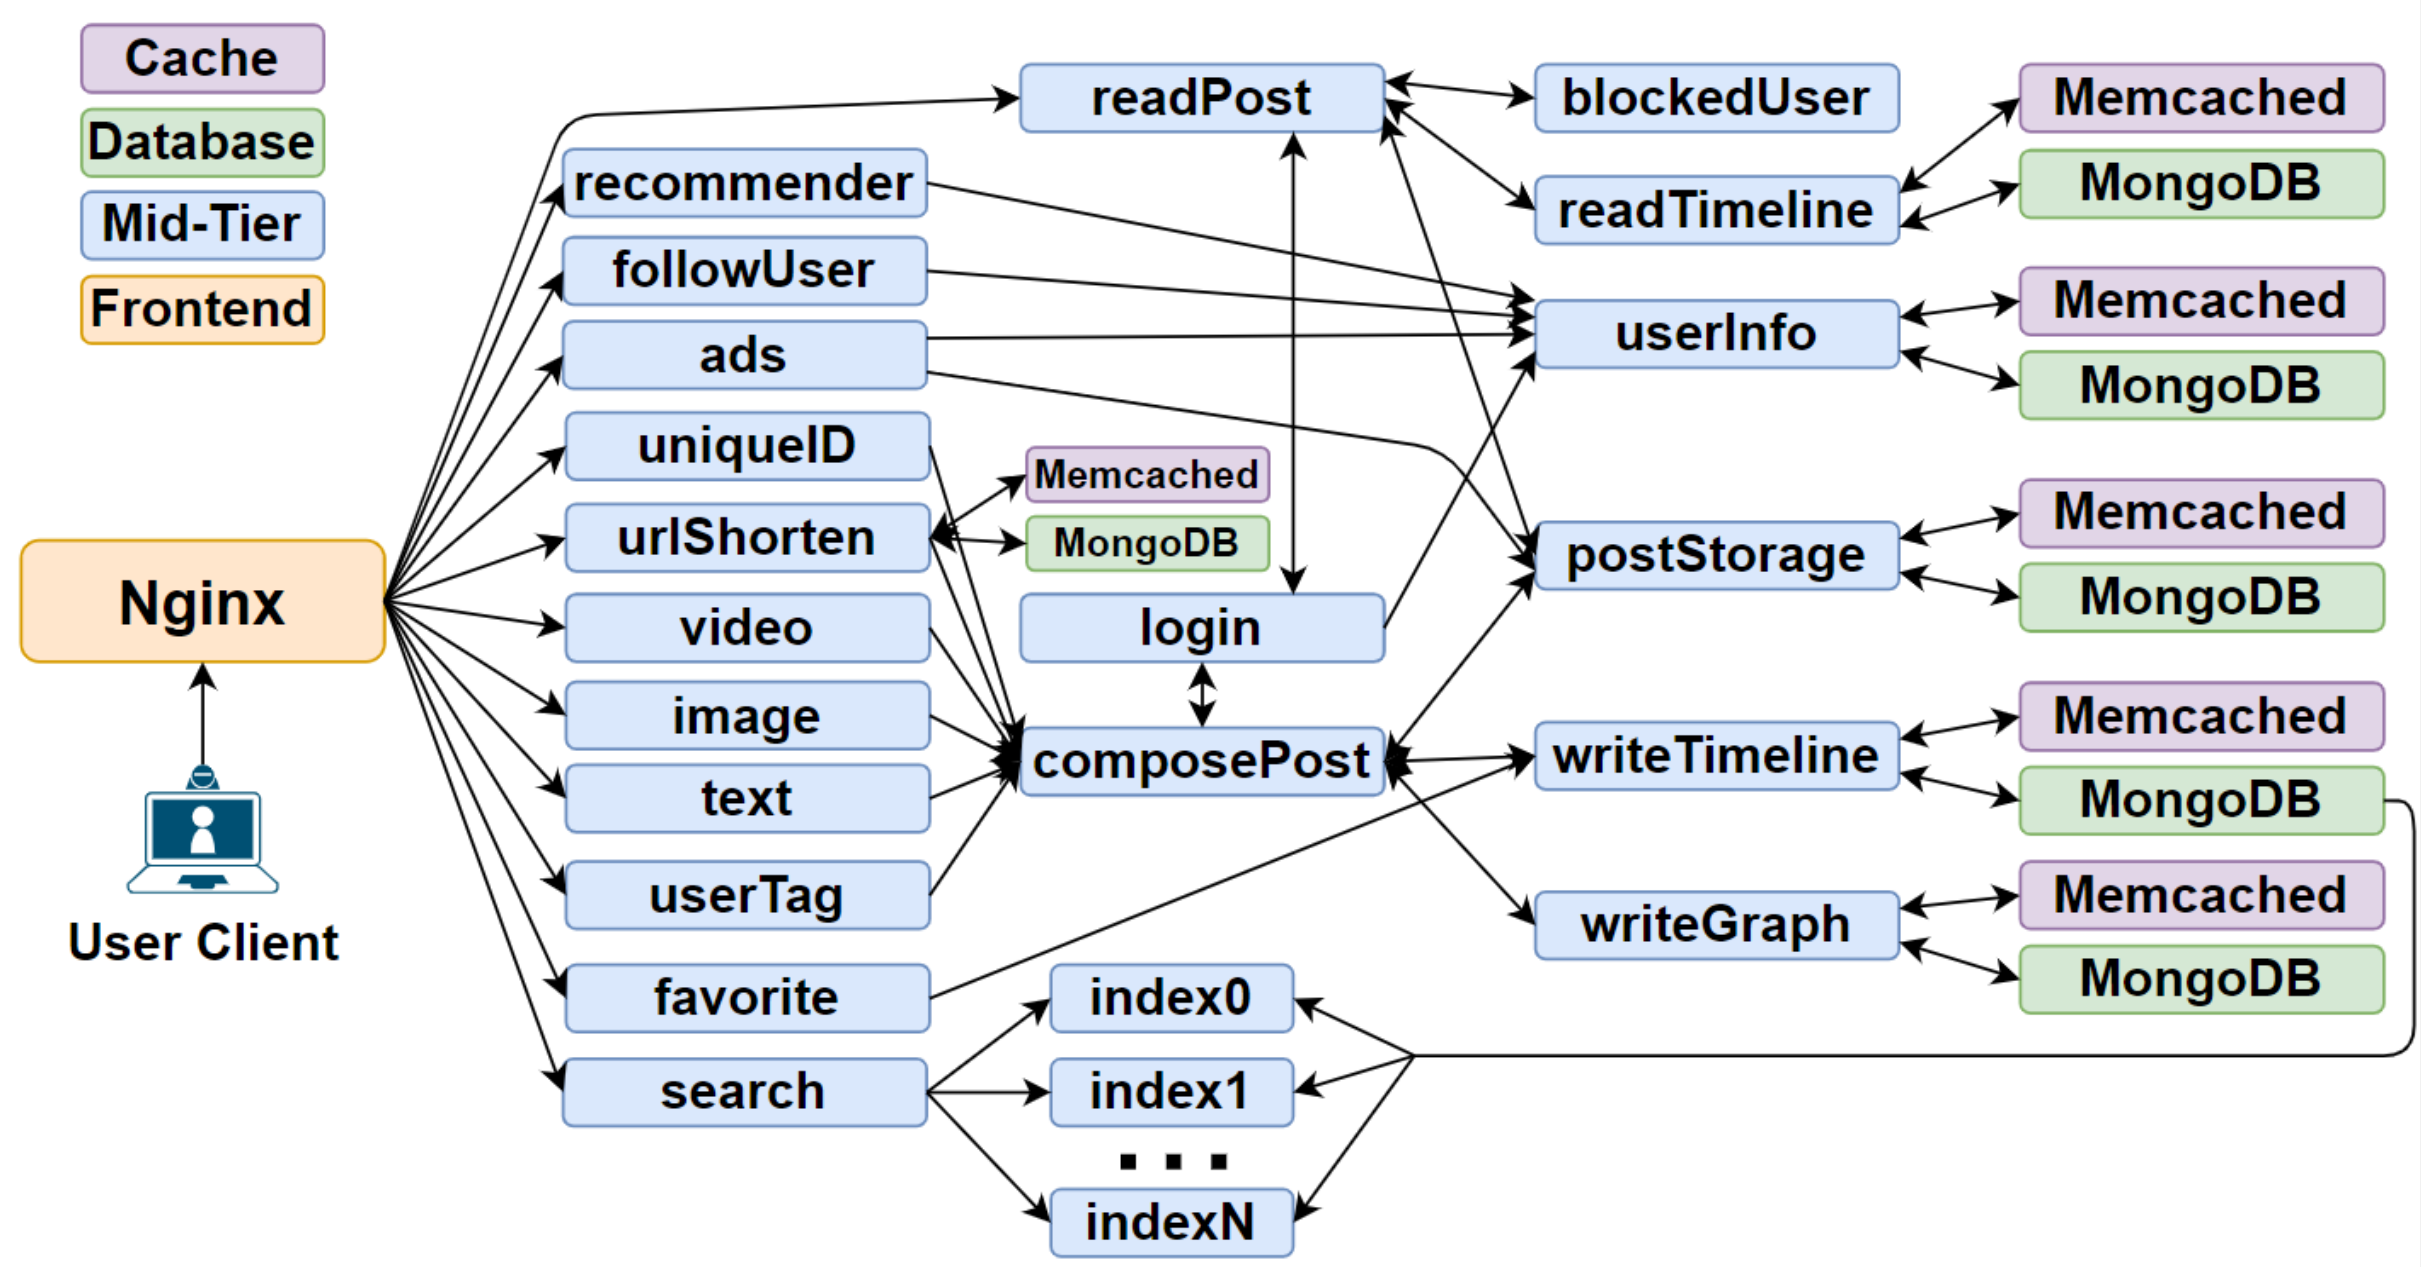 Cache
Database
Mid-Tier
Frontend
Nginx
User Client
recommender
followUser
ads
uniqueID
urlShorten
video
image
text
userTag
favorite
search
readPost
Memcached
MongoDB
login
composePost
index0
index1
. . .
indexN
blockedUser
readTimeline
userInfo
postStorage
writeTimeline
writeGraph
Memcached
MongoDB
Memcached
MongoDB
Memcached
MongoDB
Memcached
MongoDB
Memcached
MongoDB